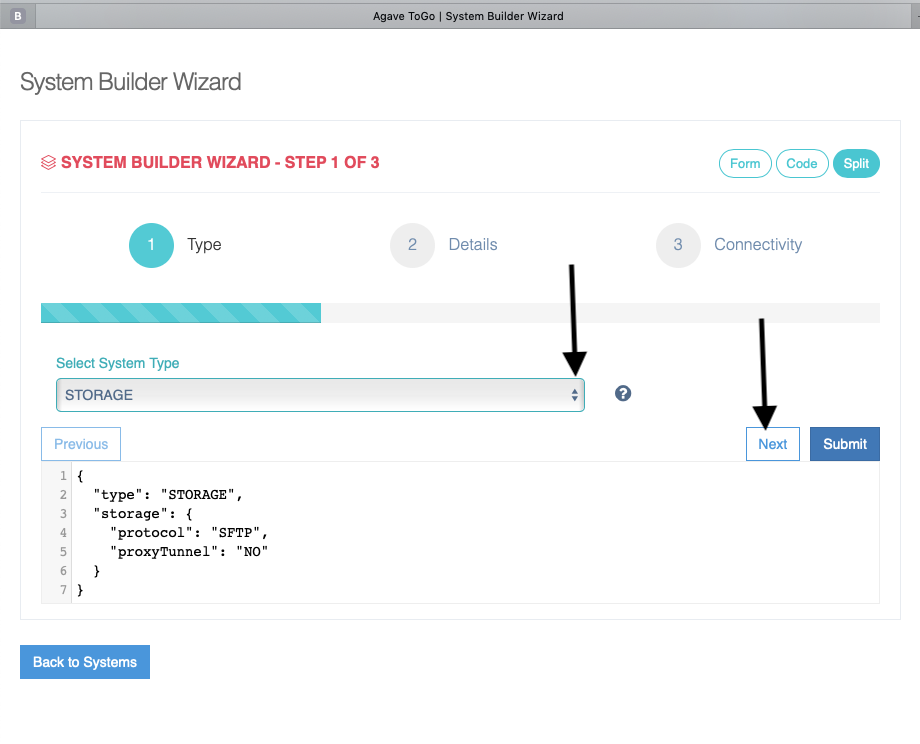 B
Agave ToGo | System Builder Wizard
System Builder Wizard
SYSTEM BUILDER WIZARD - STEP 1 OF 3
Form Code Split
1 Type 2 Details 3 Connectivity
Select System Type
STORAGE ?
Previous Next Submit
1 {
2 "type": "STORAGE",
3 "storage": {
4 "protocol": "SFTP",
5 "proxyTunnel": "NO"
6 }
7 }
Back to Systems